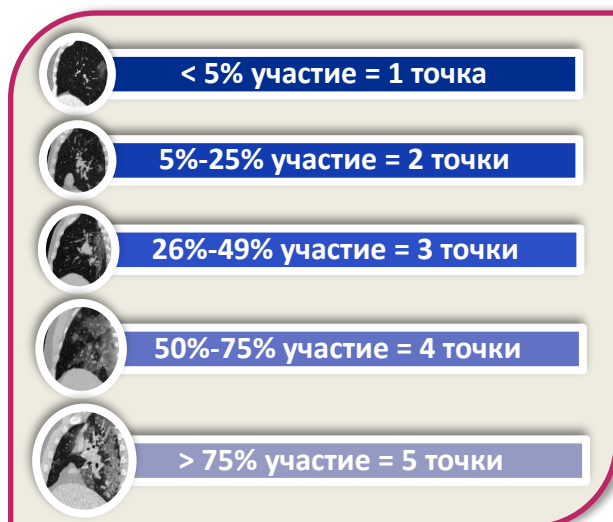 < 5% участие = 1 точка
5%-25% участие = 2 точки
26%-49% участие = 3 точки
50%-75% участие = 4 точки
> 75% участие = 5 точки